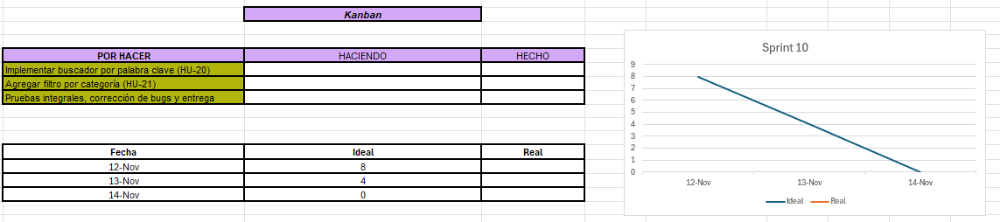 Kanban
POR HACER HACIENDO HECHO
Implementar buscador por palabra clave (HU-20)
Agregar filtro por categoría (HU-21)
Pruebas integrales, corrección de bugs y entrega
Fecha Ideal Real
12-Nov 8
13-Nov 4
14-Nov 0
Sprint 10
9
8
7
6
5
4
3
2
1
0
12-Nov 13-Nov 14-Nov
Ideal Real